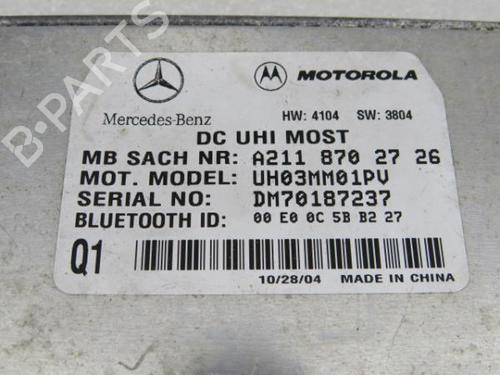 MOTOROLA
Mercedes-Benz
HW: 4104 SW: 3804
DC UHI MOST
MB SACH NR: A211 870 27 26
MOT. MODEL: UH03MM01PV
SERIAL NO: DM70187237
BLUETOOTH ID: 00 E0 0C 5B B2 27
Q1
10/28/04 MADE IN CHINA